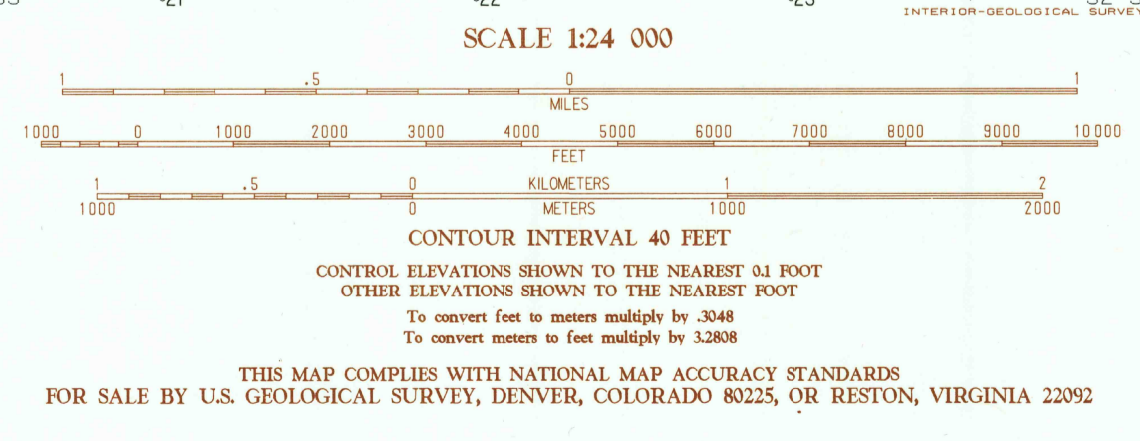 -21 -22 -23
INTERIOR-GEOLOGICAL SURVEY
SCALE 1:24 000
1 .5 0 1
MILES
1000 0 1000 2000 3000 4000 5000 6000 7000 8000 9000 10 000
FEET
1 .5 0 KILOMETERS 1 2
1000 0 METERS 1000 2000
CONTOUR INTERVAL 40 FEET
CONTROL ELEVATIONS SHOWN TO THE NEAREST 0.1 FOOT
OTHER ELEVATIONS SHOWN TO THE NEAREST FOOT
To convert feet to meters multiply by .3048
To convert meters to feet multiply by 3.2808
THIS MAP COMPLIES WITH NATIONAL MAP ACCURACY STANDARDS
FOR SALE BY U.S. GEOLOGICAL SURVEY, DENVER, COLORADO 80225, OR RESTON, VIRGINIA 22092